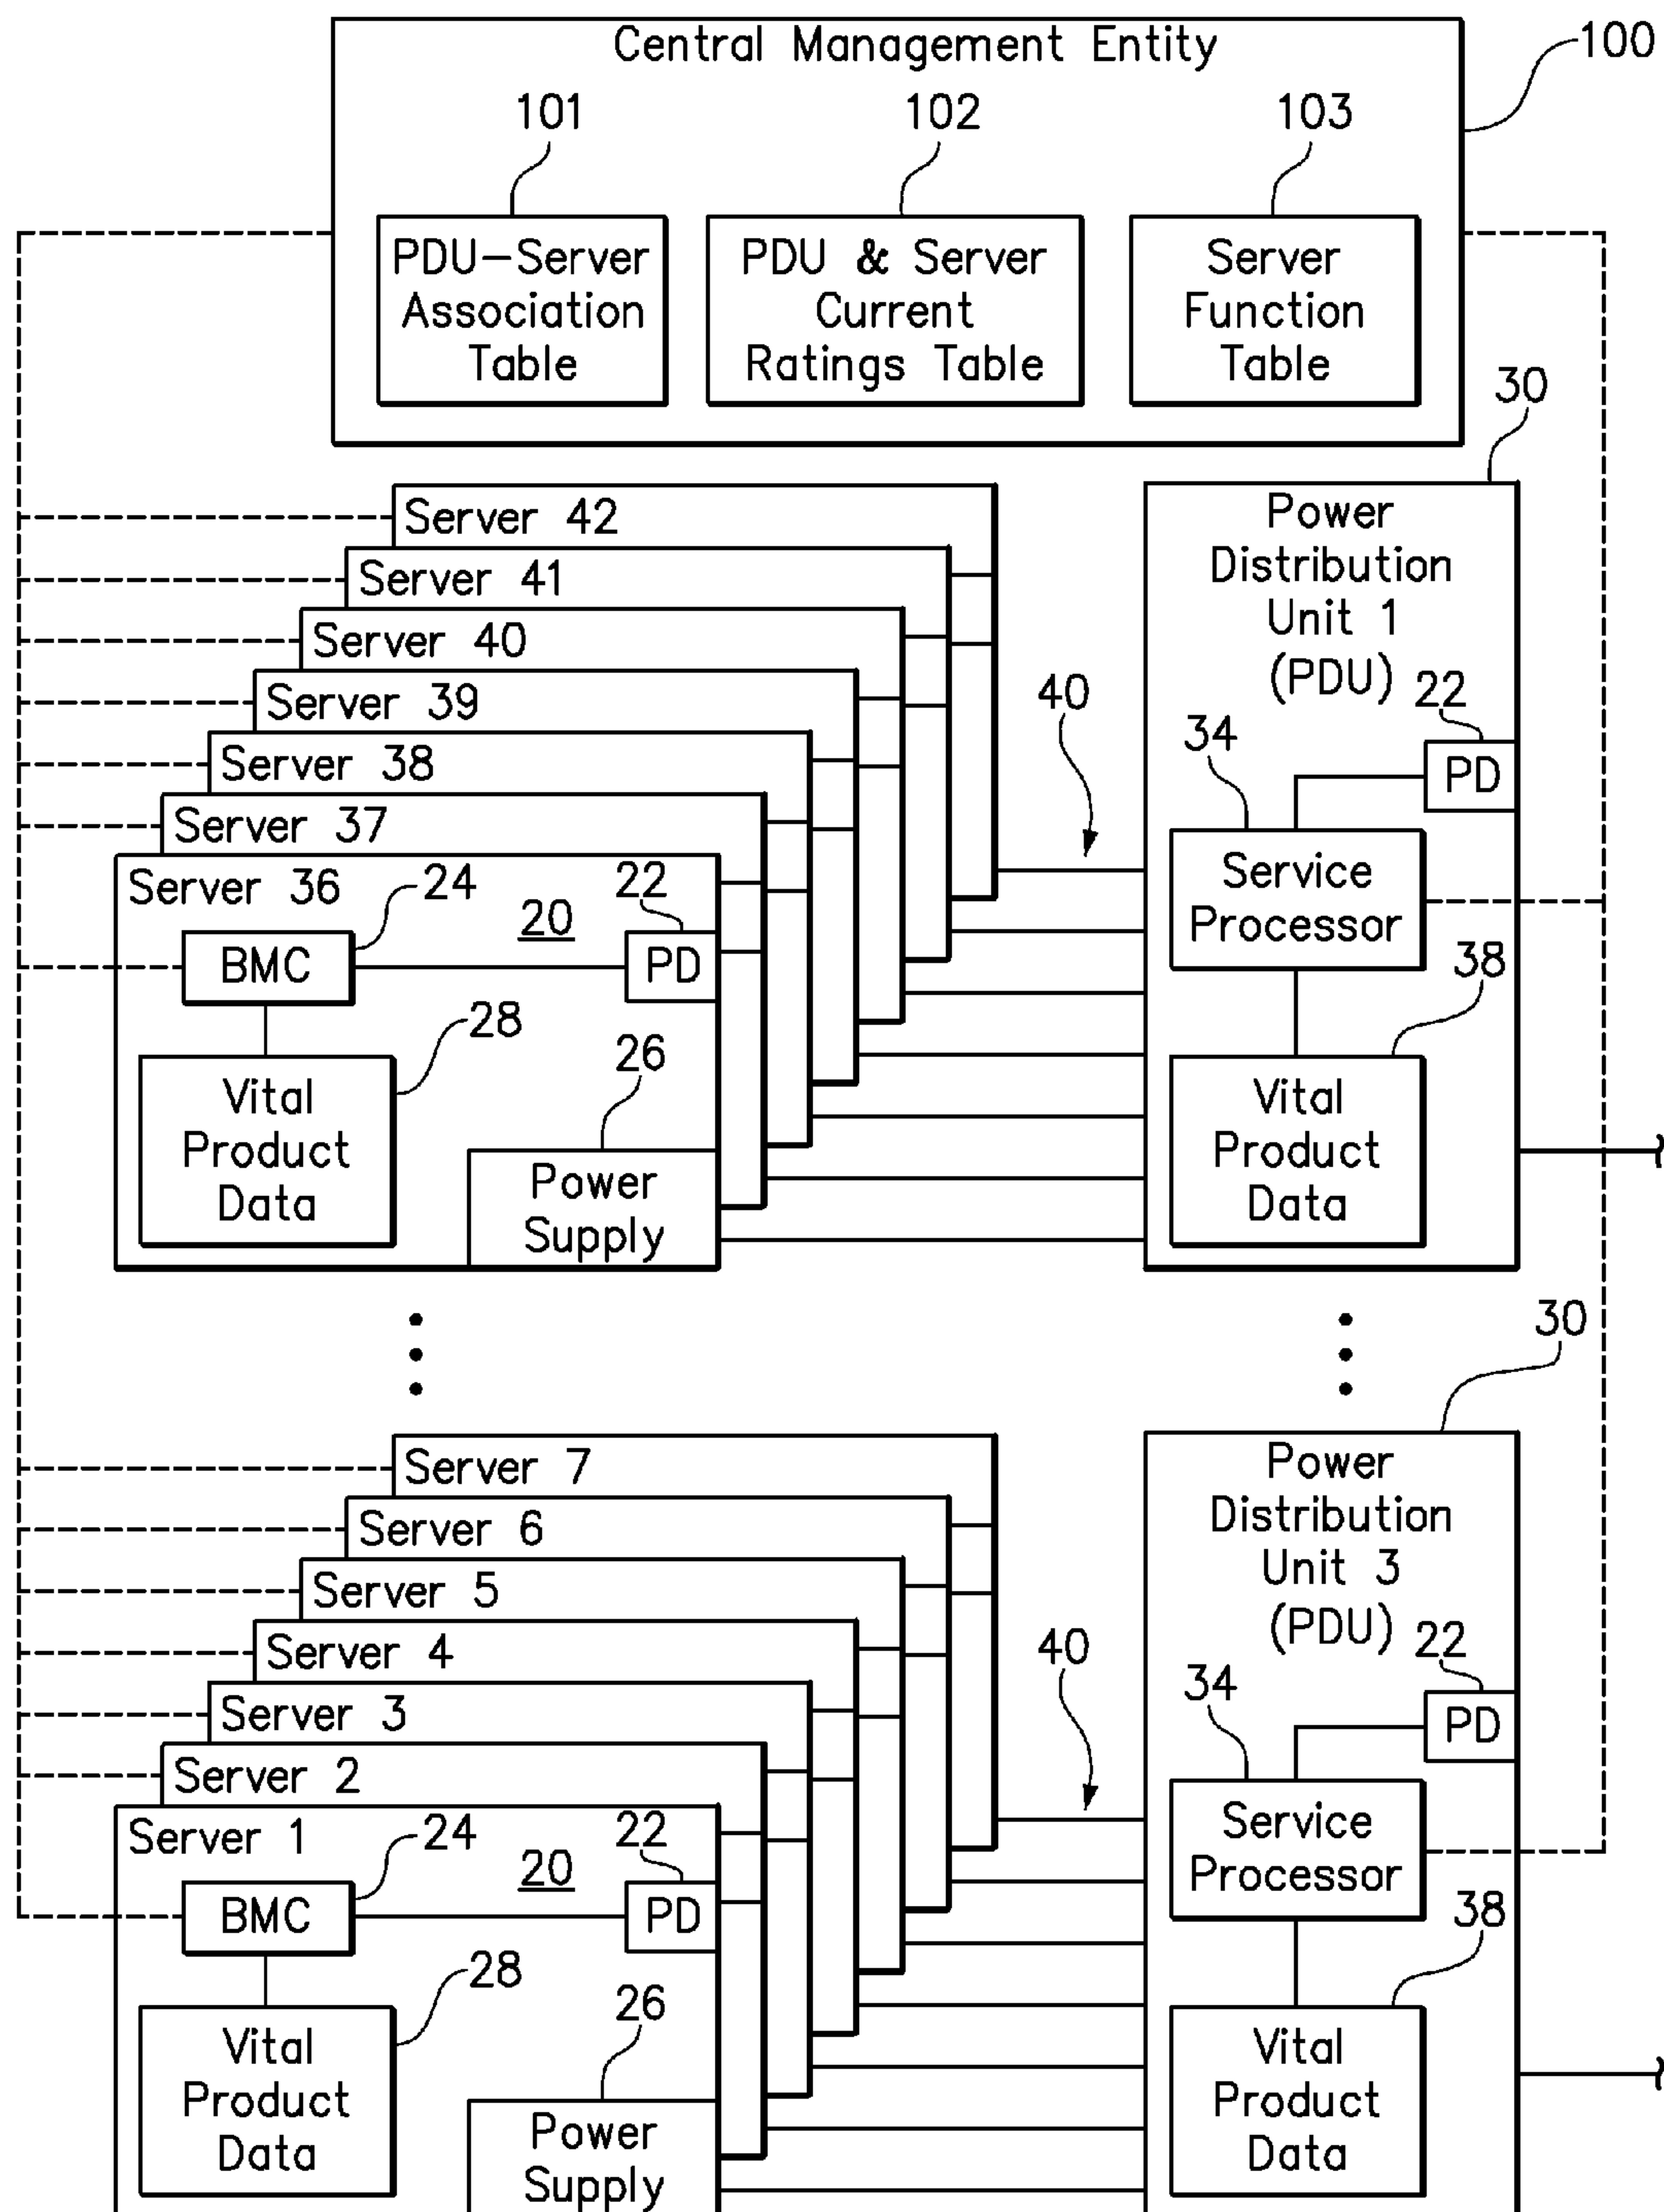 Central Management Entity
100
101
102
103
PDU-Server
Association
Table
PDU & Server
Current
Ratings Table
Server
Function
Table
30
Server 42
Server 41
Server 40
Server 39
Server 38
Server 37
Server 36
24
20
22
BMC
PD
28
26
Vital
Product
Data
Power
Supply
40
Power
Distribution
Unit 1
(PDU)
22
34
PD
Service
Processor
38
Vital
Product
Data
30
Server 7
Server 6
Server 5
Server 4
Server 3
Server 2
Server 1
24
20
22
BMC
PD
28
26
Vital
Product
Data
Power
Supply
40
Power
Distribution
Unit 3
(PDU)
22
34
PD
Service
Processor
38
Vital
Product
Data